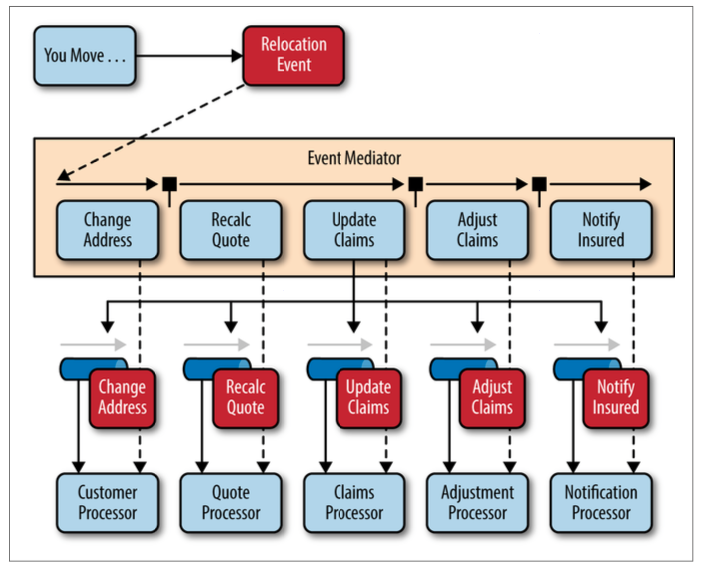 You Move . . .
Relocation
Event
Event Mediator
Change
Address
Recalc
Quote
Update
Claims
Adjust
Claims
Notify
Insured
Change
Address
Recalc
Quote
Update
Claims
Adjust
Claims
Notify
Insured
Customer
Processor
Quote
Processor
Claims
Processor
Adjustment
Processor
Notification
Processor